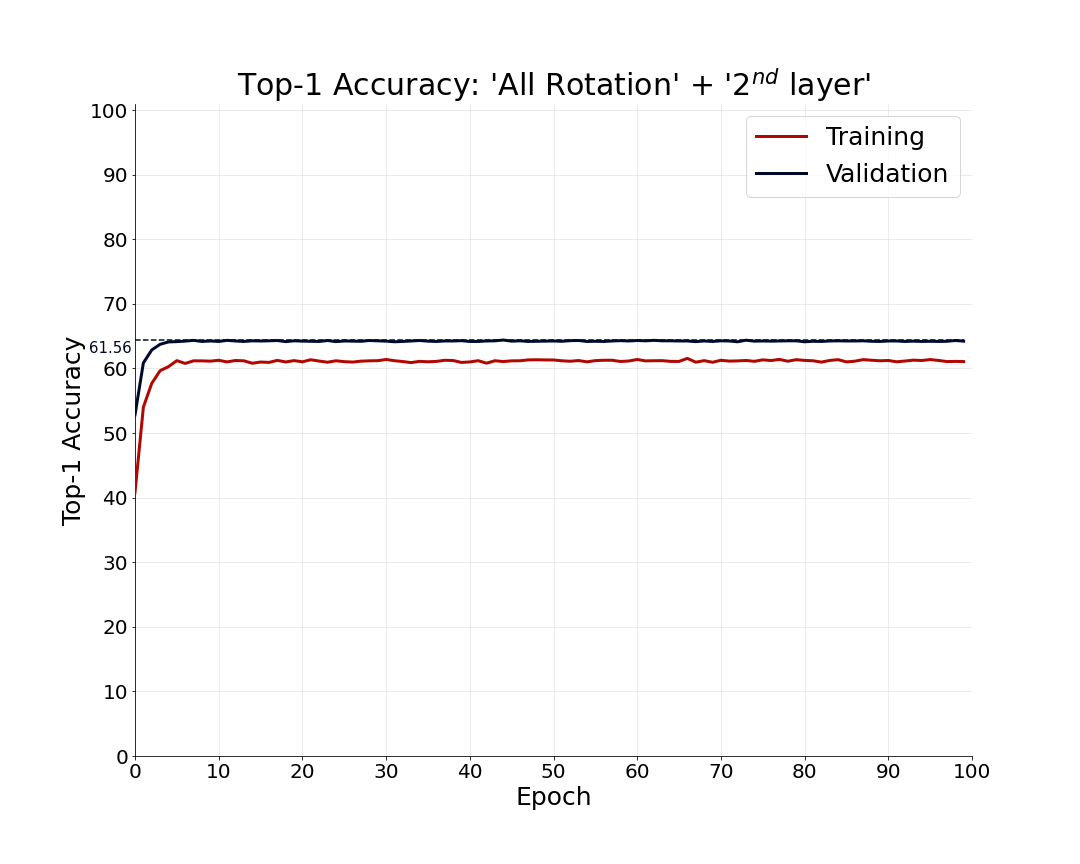 Top-1 Accuracy: 'All Rotation' + '2nd layer'
Training
Validation
Top-1 Accuracy
100
90
80
70
61.56
60
50
40
30
20
10
0
0 10 20 30 40 50 60 70 80 90 100
Epoch